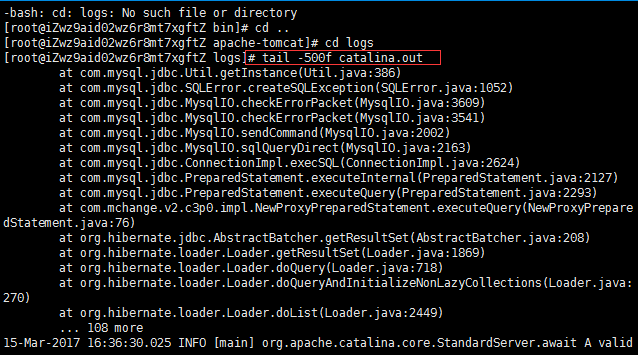 -bash: cd: logs: No such file or directory
[root@iZwz9aid02wz6r8mt7xgftZ bin]# cd ..
[root@iZwz9aid02wz6r8mt7xgftZ apache-tomcat]# cd logs
[root@iZwz9aid02wz6r8mt7xgftZ logs]# tail -500f catalina.out
at com.mysql.jdbc.Util.getInstance(Util.java:386)
at com.mysql.jdbc.SQLError.createSQLException(SQLError.java:1052)
at com.mysql.jdbc.MysqlIO.checkErrorPacket(MysqlIO.java:3609)
at com.mysql.jdbc.MysqlIO.checkErrorPacket(MysqlIO.java:3541)
at com.mysql.jdbc.MysqlIO.sendCommand(MysqlIO.java:2002)
at com.mysql.jdbc.MysqlIO.sqlQueryDirect(MysqlIO.java:2163)
at com.mysql.jdbc.ConnectionImpl.execSQL(ConnectionImpl.java:2624)
at com.mysql.jdbc.PreparedStatement.executeInternal(PreparedStatement.java:2127)
at com.mysql.jdbc.PreparedStatement.executeQuery(PreparedStatement.java:2293)
at com.mchange.v2.c3p0.impl.NewProxyPreparedStatement.executeQuery(NewProxyPrepare
dStatement.java:76)
at org.hibernate.jdbc.AbstractBatcher.getResultSet(AbstractBatcher.java:208)
at org.hibernate.loader.Loader.getResultSet(Loader.java:1869)
at org.hibernate.loader.Loader.doQuery(Loader.java:718)
at org.hibernate.loader.Loader.doQueryAndInitializeNonLazyCollections(Loader.java:
270)
at org.hibernate.loader.Loader.doList(Loader.java:2449)
... 108 more
15-Mar-2017 16:36:30.025 INFO [main] org.apache.catalina.core.StandardServer.await A valid